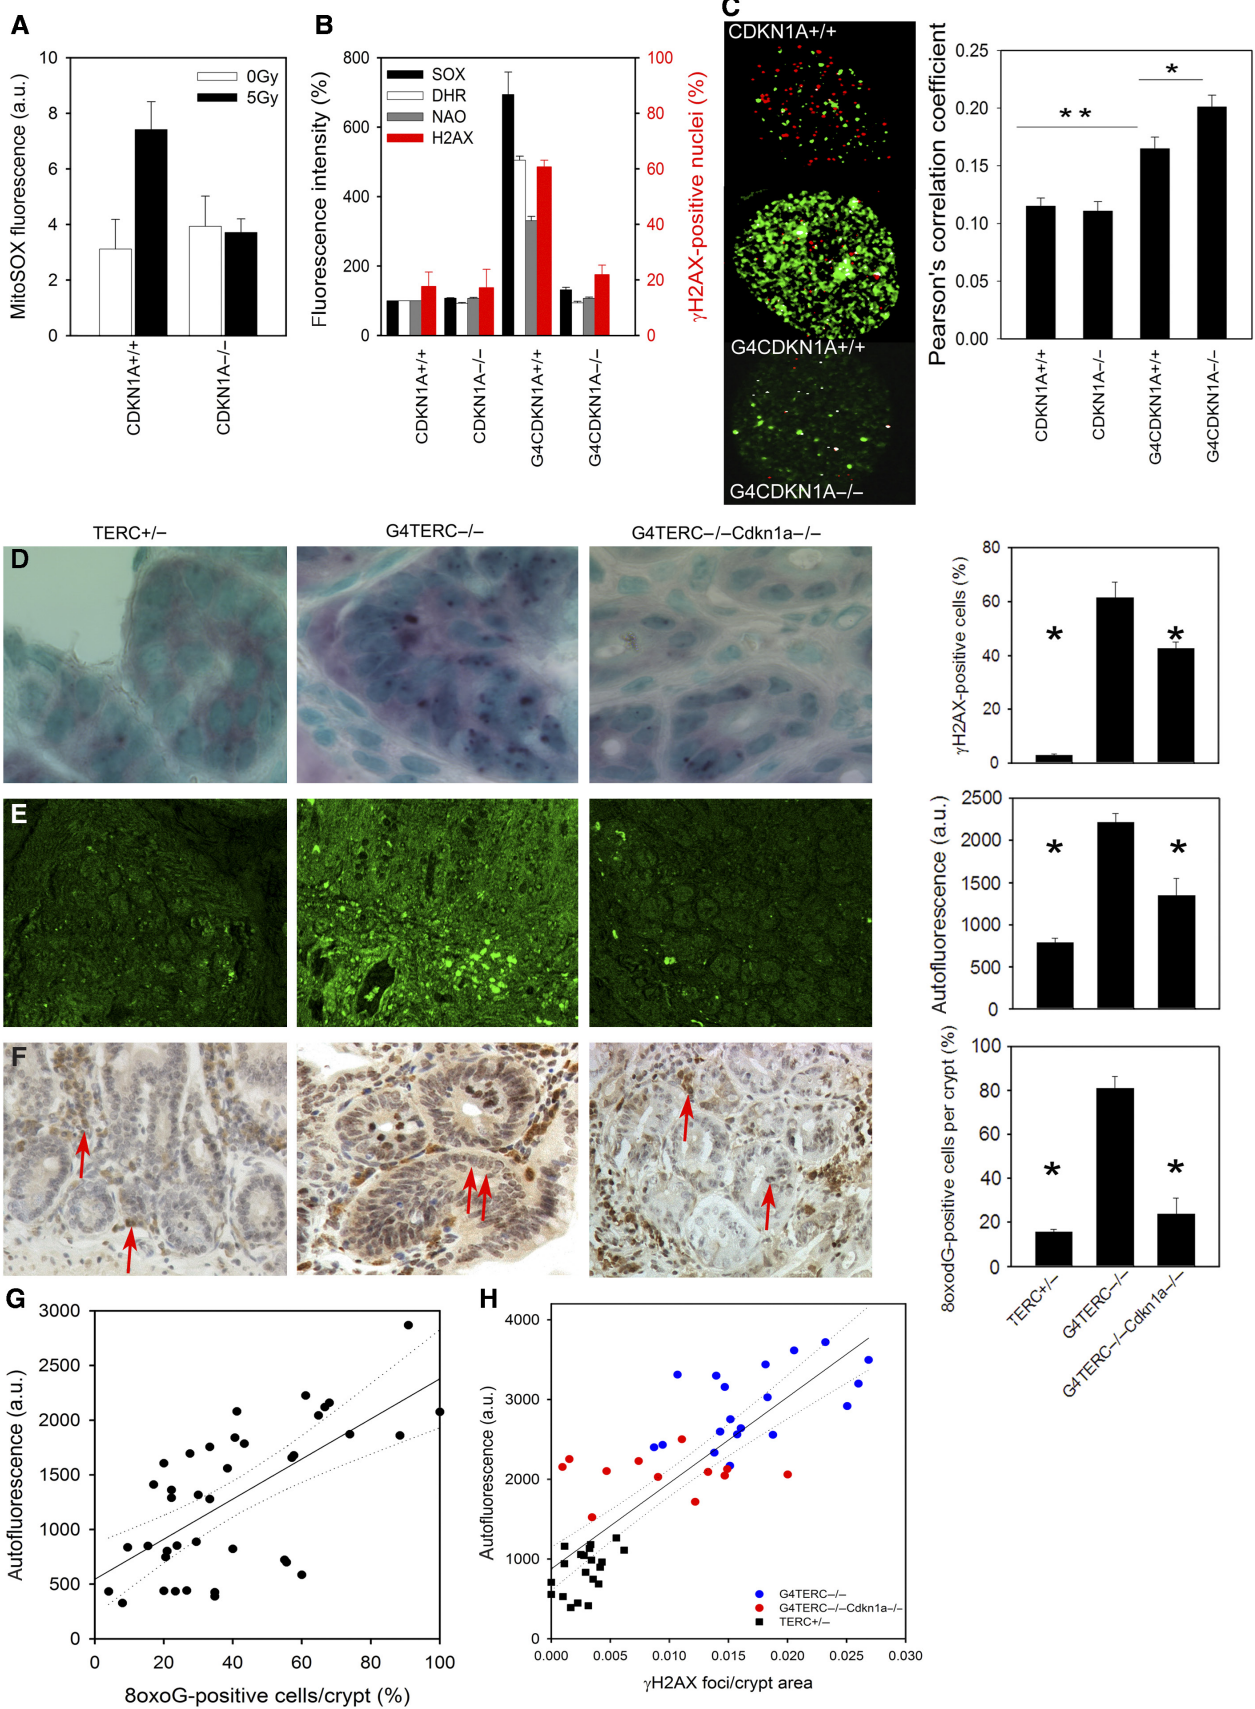 A
MitoSOX fluorescence (a.u.)
10
8
6
4
2
0
0Gy
5Gy
CDKN1A+/+
CDKN1A–/–
B
Fluorescence intensity (%)
800
600
400
200
0
SOX
DHR
NAO
H2AX
100
80
60
40
20
0
γH2AX-positive nuclei (%)
CDKN1A+/+
CDKN1A–/–
G4CDKN1A+/+
G4CDKN1A–/–
C
CDKN1A+/+
G4CDKN1A+/+
G4CDKN1A–/–
Pearson's correlation coefficient
0.25
0.20
0.15
0.10
0.05
0.00
* *
*
CDKN1A+/+
CDKN1A–/–
G4CDKN1A+/+
G4CDKN1A–/–
TERC+/–
G4TERC–/–
G4TERC–/–Cdkn1a–/–
D
γH2AX-positive cells (%)
80
60
40
20
0
*
*
E
Autofluorescence (a.u.)
2500
2000
1500
1000
500
0
*
*
F
8oxodG-positive cells per crypt (%)
100
80
60
40
20
0
*
*
TERC+/–
G4TERC–/–
G4TERC–/–Cdkn1a–/–
G
Autofluorescence (a.u.)
3000
2500
2000
1500
1000
500
0
0
20
40
60
80
100
8oxoG-positive cells/crypt (%)
H
Autofluorescence (a.u.)
4000
3000
2000
1000
0
G4TERC–/–
G4TERC–/–Cdkn1a–/–
TERC+/–
0.000
0.005
0.010
0.015
0.020
0.025
0.030
γH2AX foci/crypt area